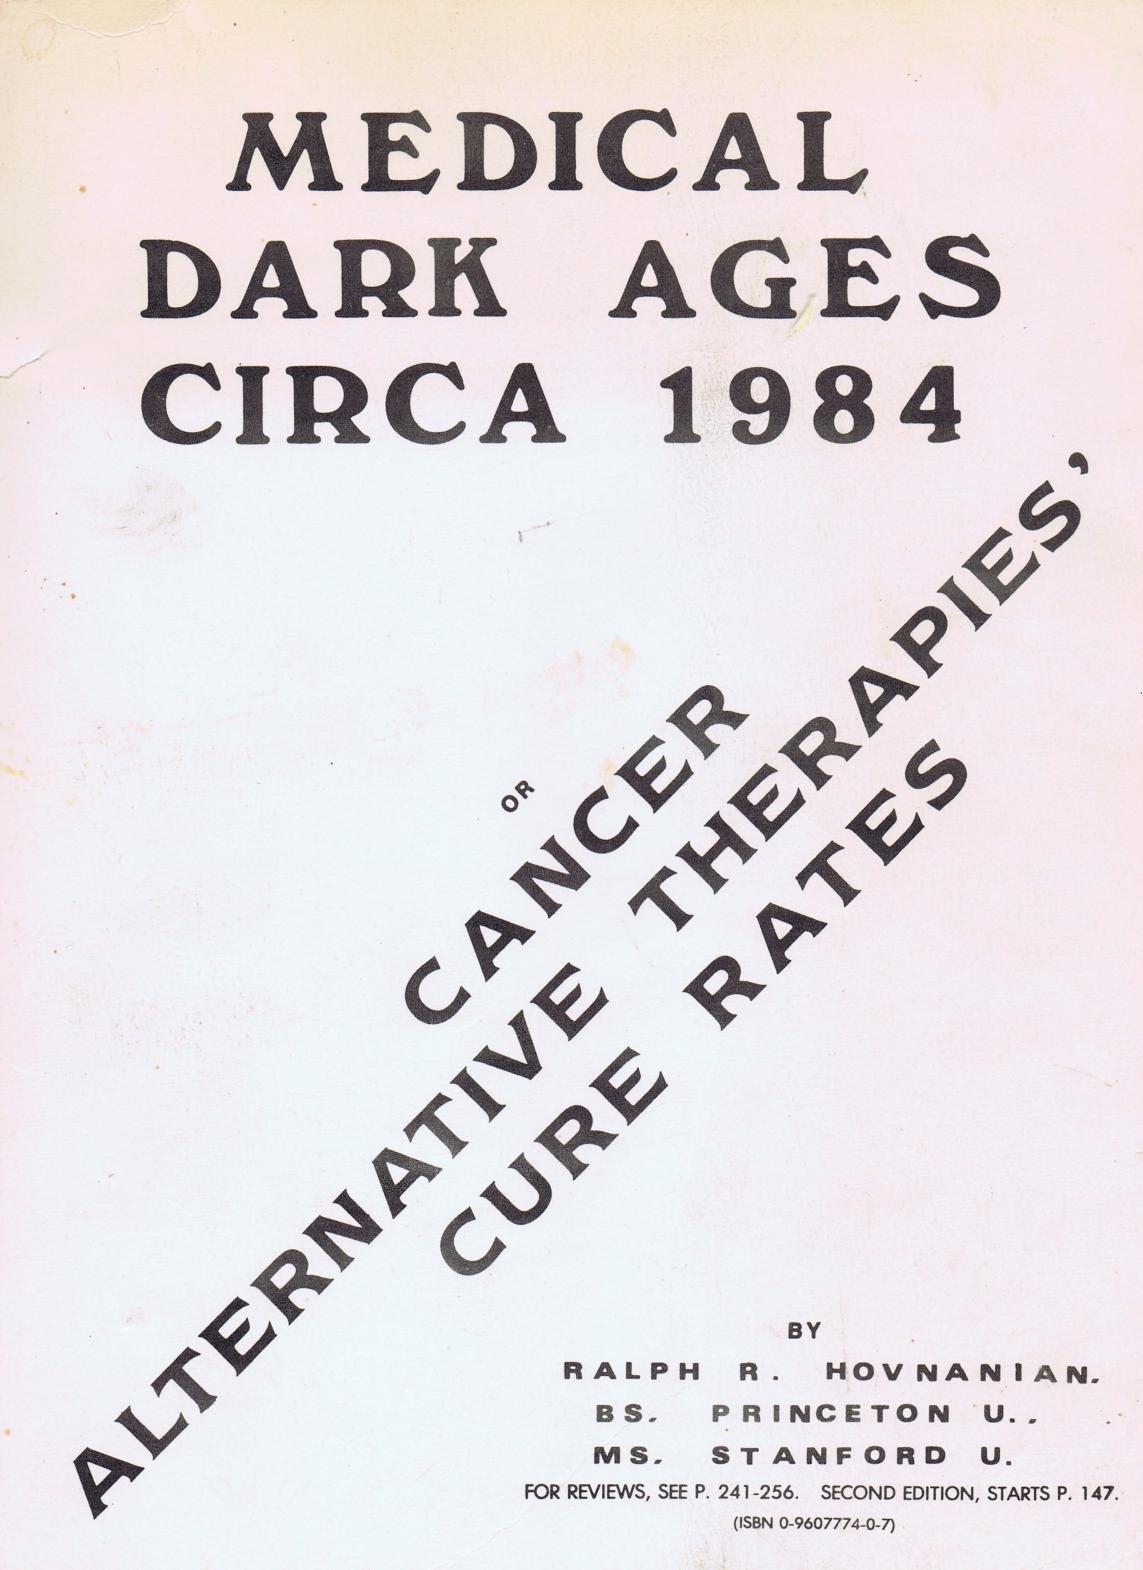 MEDICAL
DARK AGES
CIRCA 1984
OR
CANCER
ALTERNATIVE THERAPIES'
CURE RATES
BY
RALPH R. HOVNANIAN.
BS. PRINCETON U..
MS. STANFORD U.
FOR REVIEWS, SEE P. 241-256. SECOND EDITION, STARTS P. 147.
(ISBN 0-9607774-0-7)